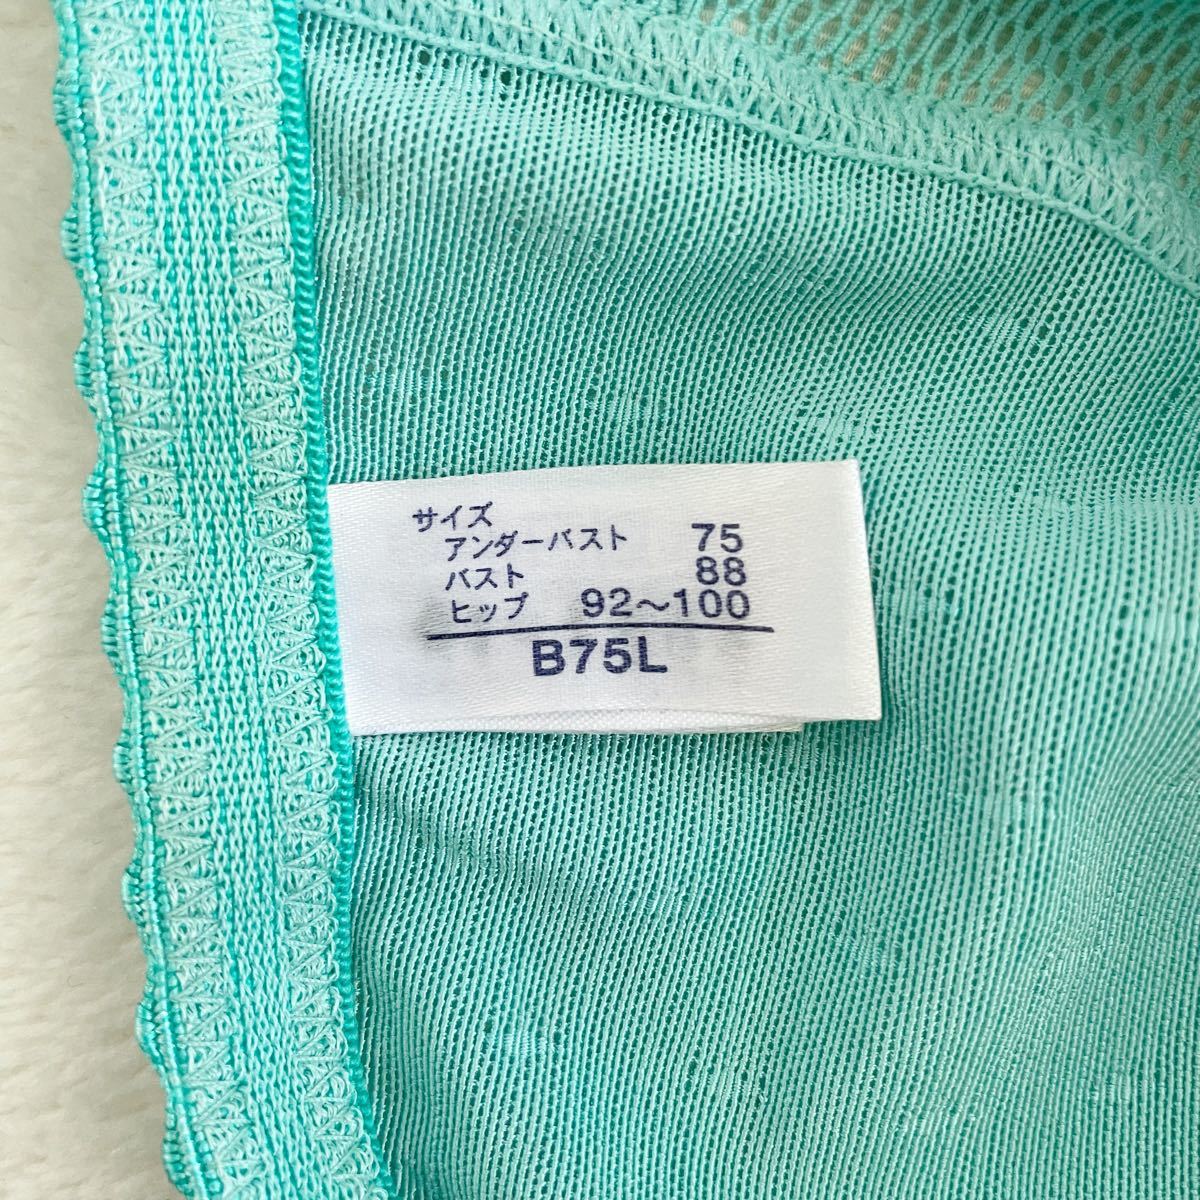 サイズ
アンダーバスト 75
バスト 88
ヒップ 92〜100
B75L